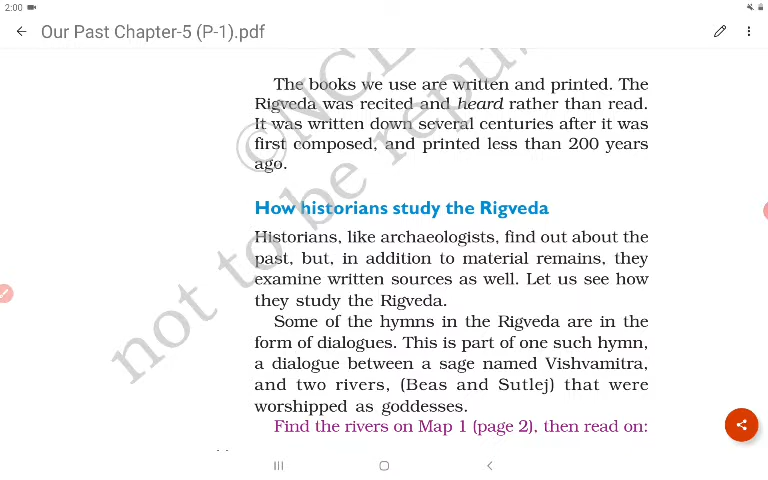 2:00
Our Past Chapter-5 (P-1).pdf
The books we use are written and printed. The
Rigveda was recited and heard rather than read.
It was written down several centuries after it was
first composed, and printed less than 200 years
ago.
How historians study the Rigveda
Historians, like archaeologists, find out about the
past, but, in addition to material remains, they
examine written sources as well. Let us see how
they study the Rigveda.
Some of the hymns in the Rigveda are in the
form of dialogues. This is part of one such hymn,
a dialogue between a sage named Vishvamitra,
and two rivers, (Beas and Sutlej) that were
worshipped as goddesses.
Find the rivers on Map 1 (page 2), then read on:
©NCE
not to be repu